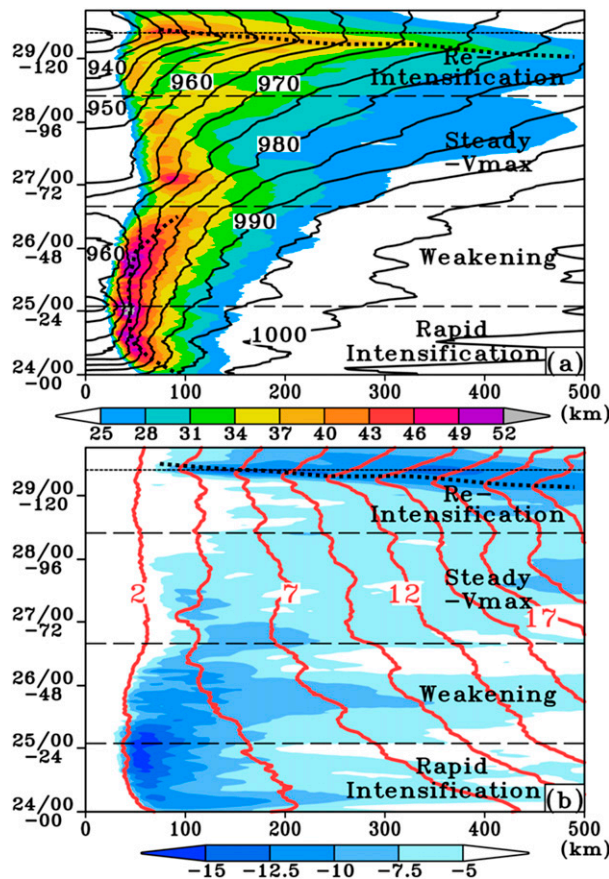 29/00
-120
940
960
970
Re-
Intensification
950
28/00
-96
980
Steady
-Vmax
27/00
-72
990
960
26/00
-48
Weakening
25/00
-24
1000
Rapid
Intensification
(a)
24/00
-00
0 100 200 300 400 500
(km)
25 28 31 34 37 40 43 46 49 52
29/00
-120
Re-
Intensification
28/00
-96
2 7 12 17
Steady
-Vmax
27/00
-72
26/00
-48
Weakening
25/00
-24
Rapid
Intensification
(b)
24/00
-00
0 100 200 300 400 500
(km)
-15 -12.5 -10 -7.5 -5